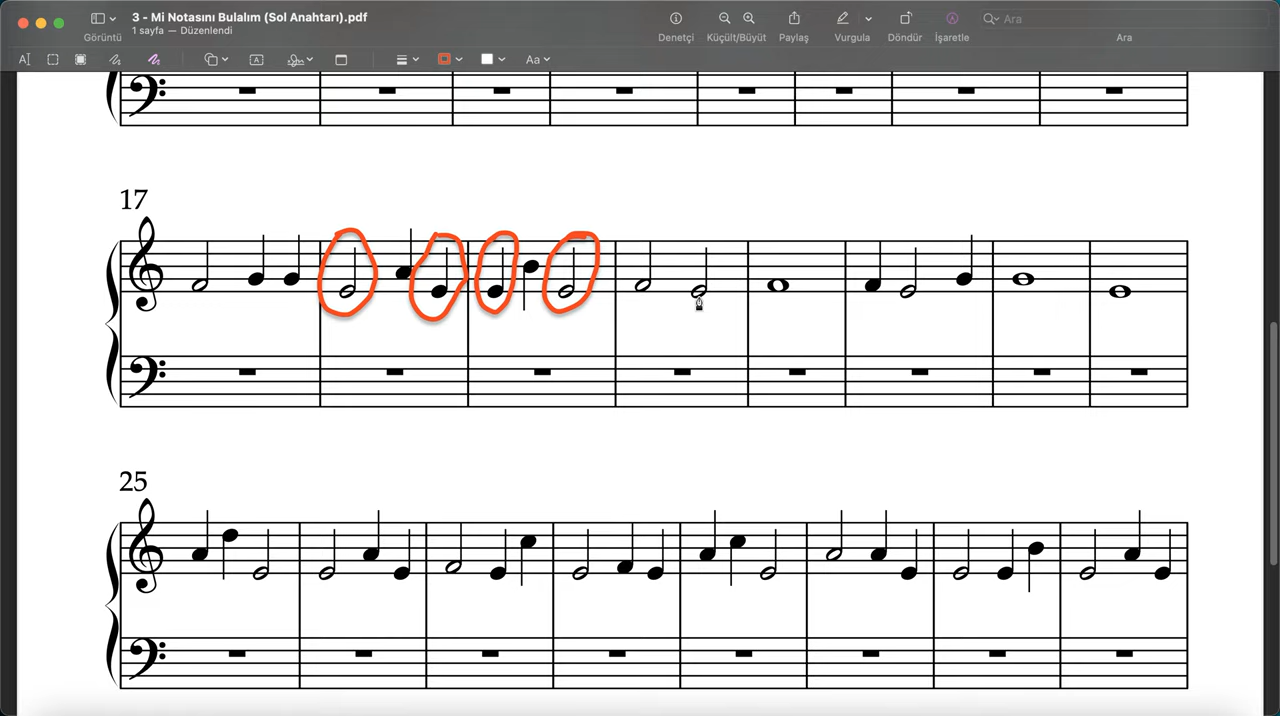 3 - Mi Notasını Bulalım (Sol Anahtarı).pdf
1 sayfa — Düzenlendi
Görüntü
Denetçi
Küçült/Büyüt
Paylaş
Vurgula
Döndür
İşaretle
Ara
Ara
Aa
17
25